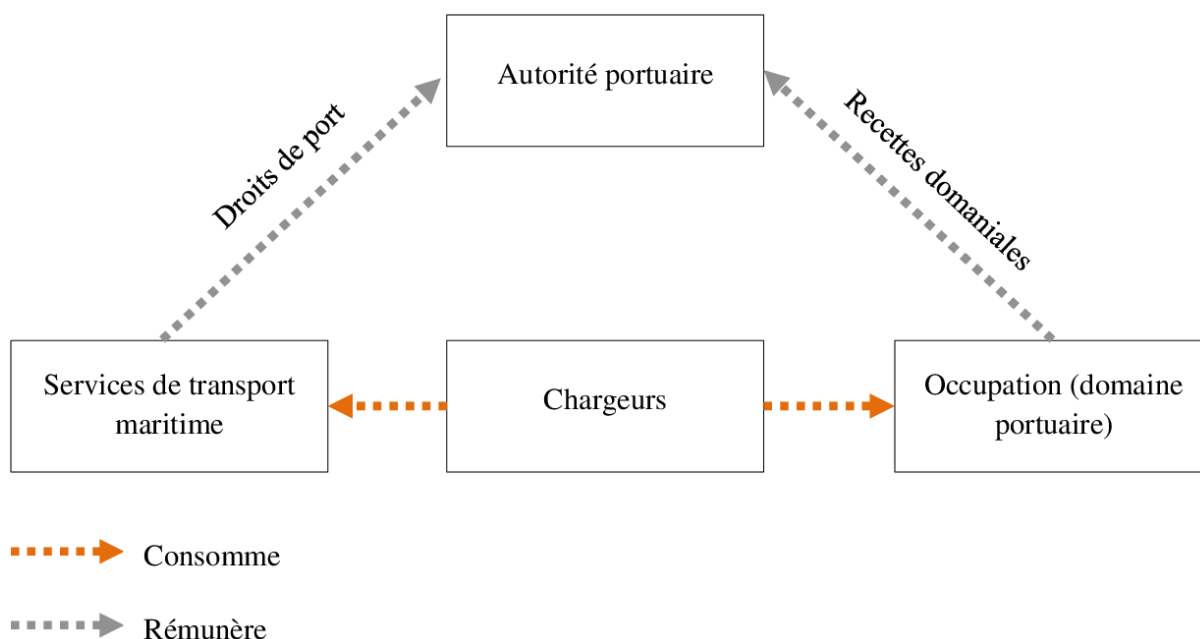 Autorité portuaire
Droits de port
Recettes domaniales
Services de transport
maritime
Chargeurs
Occupation (domaine
portuaire)
Consomme
Rémunère